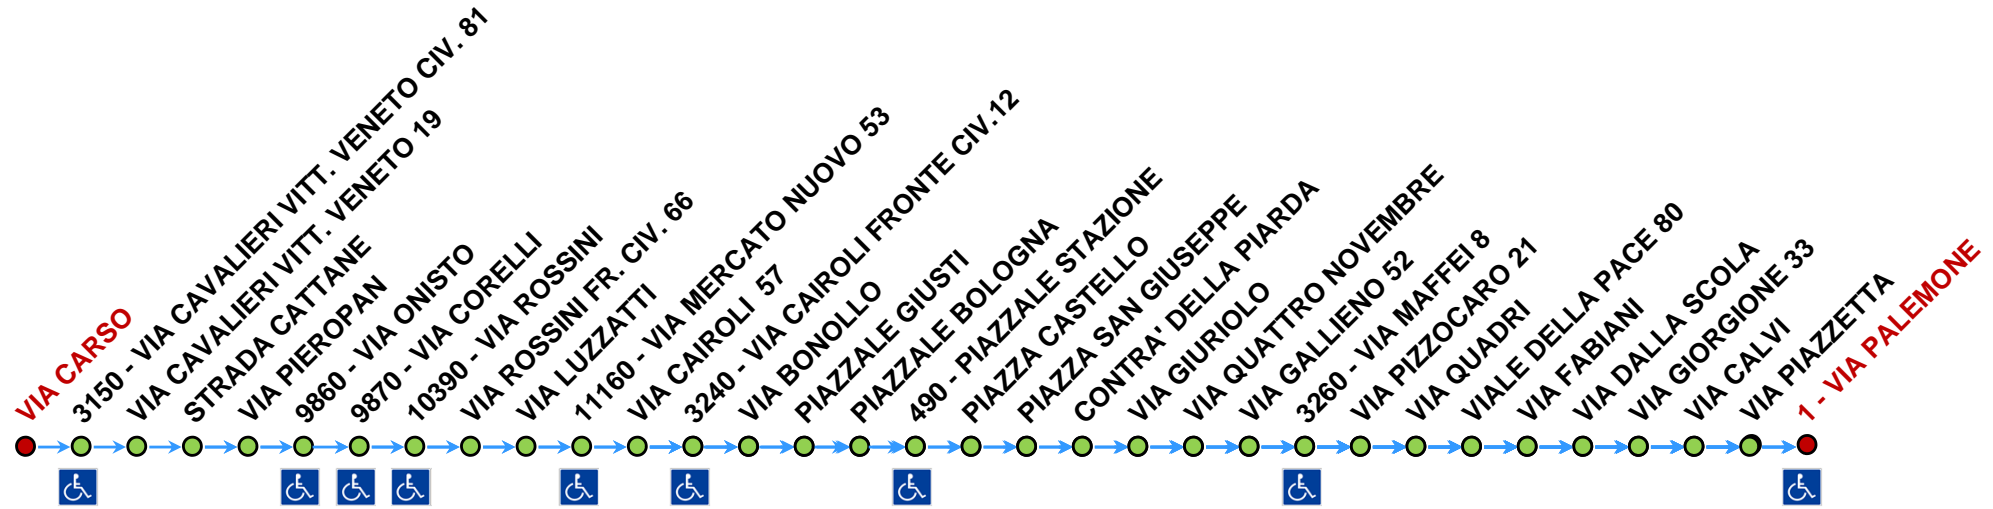 VIA CARSO
3150 - VIA CAVALIERI VITT. VENETO CIV. 81
VIA CAVALIERI VITT. VENETO 19
STRADA CATTANE
VIA PIEROPAN
9860 - VIA ONISTO
9870 - VIA CORELLI
10390 - VIA ROSSINI
VIA ROSSINI FR. CIV. 66
VIA LUZZATTI
11160 - VIA MERCATO NUOVO 53
VIA CAIROLI 57
3240 - VIA CAIROLI FRONTE CIV.12
VIA BONOLLO
PIAZZALE GIUSTI
PIAZZALE BOLOGNA
490 - PIAZZALE STAZIONE
PIAZZA CASTELLO
PIAZZA SAN GIUSEPPE
CONTRA' DELLA PIARDA
VIA GIURIOLO
VIA QUATTRO NOVEMBRE
VIA GALLIENO 52
3260 - VIA MAFFEI 8
VIA PIZZOCARO 21
VIA QUADRI
VIALE DELLA PACE 80
VIA FABIANI
VIA DALLA SCOLA
VIA GIORGIONE 33
VIA CALVI
VIA PIAZZETTA
1 - VIA PALEMONE